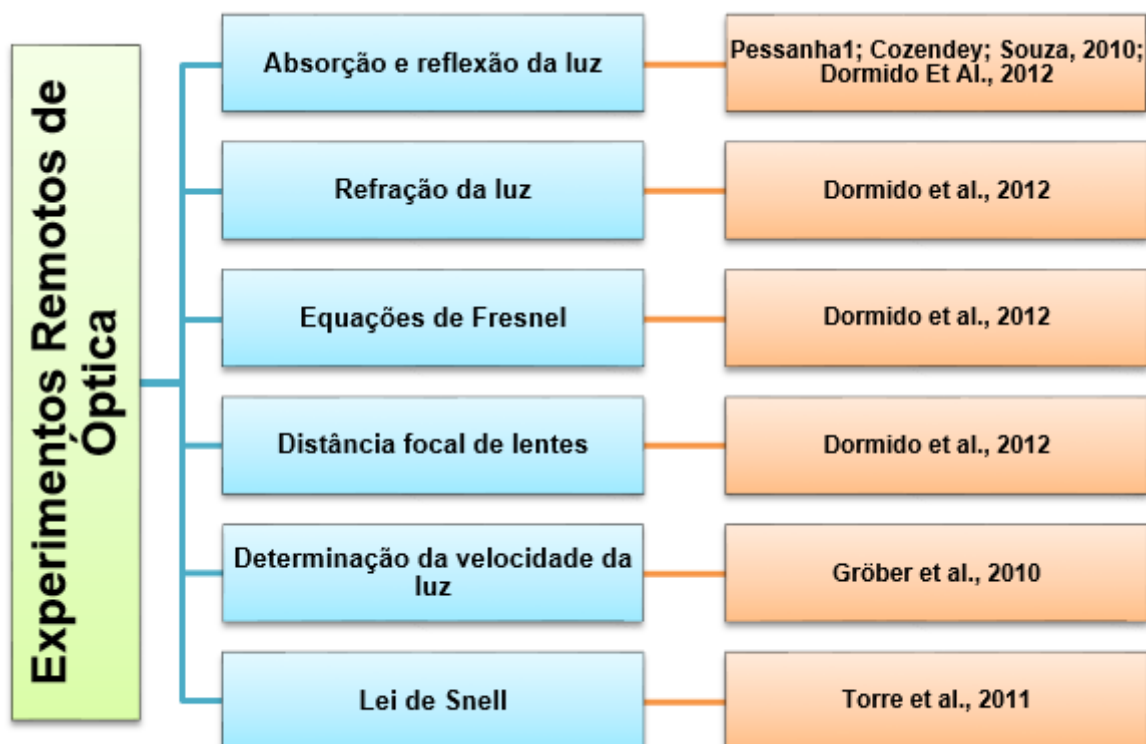 Experimentos Remotos de
Óptica
Absorção e reflexão da luz
Pessanha1; Cozendey; Souza, 2010;
Dormido Et Al., 2012
Refração da luz
Dormido et al., 2012
Equações de Fresnel
Dormido et al., 2012
Distância focal de lentes
Dormido et al., 2012
Determinação da velocidade da
luz
Gröber et al., 2010
Lei de Snell
Torre et al., 2011